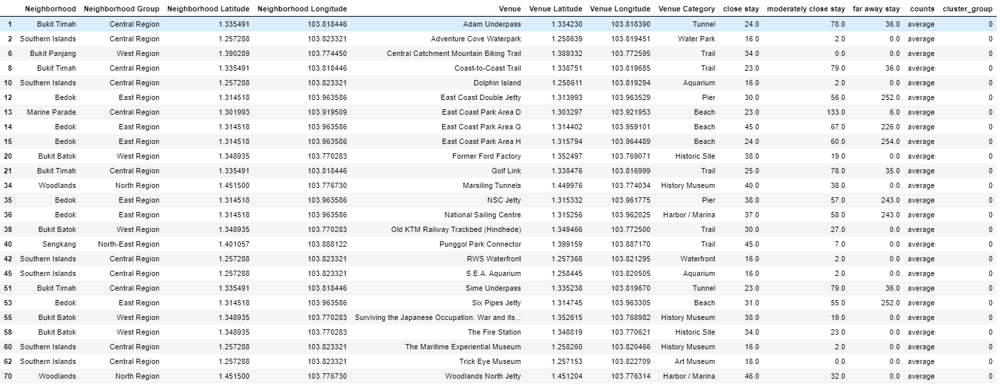 Neighborhood Neighborhood Group Neighborhood Latitude Neighborhood Longitude Venue Venue Latitude Venue Longitude Venue Category close stay moderately close stay far away stay counts cluster_group
1 Bukit Timah Central Region 1.335491 103.818446 Adam Underpass 1.334230 103.818390 Tunnel 24.0 78.0 36.0 average 0
2 Southern Islands Central Region 1.257288 103.823321 Adventure Cove Waterpark 1.258639 103.819451 Water Park 16.0 2.0 0.0 average 0
6 Bukit Panjang West Region 1.390289 103.774450 Central Catchment Mountain Biking Trail 1.389332 103.772595 Trail 34.0 0.0 0.0 average 0
8 Bukit Timah Central Region 1.335491 103.818446 Coast-to-Coast Trail 1.338751 103.819685 Trail 23.0 79.0 36.0 average 0
10 Southern Islands Central Region 1.257288 103.823321 Dolphin Island 1.258611 103.819294 Aquarium 16.0 2.0 0.0 average 0
12 Bedok East Region 1.314518 103.963586 East Coast Double Jetty 1.313993 103.963529 Pier 30.0 56.0 252.0 average 0
13 Marine Parade Central Region 1.301993 103.919509 East Coast Park Area D 1.303297 103.921953 Beach 23.0 133.0 6.0 average 0
14 Bedok East Region 1.314518 103.963586 East Coast Park Area G 1.314402 103.959101 Beach 45.0 67.0 226.0 average 0
15 Bedok East Region 1.314518 103.963586 East Coast Park Area H 1.315794 103.964489 Beach 24.0 60.0 254.0 average 0
20 Bukit Batok West Region 1.348935 103.770283 Former Ford Factory 1.352497 103.769071 Historic Site 38.0 19.0 0.0 average 0
21 Bukit Timah Central Region 1.335491 103.818446 Golf Link 1.338476 103.816999 Trail 25.0 78.0 35.0 average 0
34 Woodlands North Region 1.451500 103.776730 Marsiling Tunnels 1.449976 103.774034 History Museum 40.0 38.0 0.0 average 0
35 Bedok East Region 1.314518 103.963586 NSC Jetty 1.315332 103.961775 Pier 38.0 57.0 243.0 average 0
36 Bedok East Region 1.314518 103.963586 National Sailing Centre 1.315256 103.962025 Harbor / Marina 37.0 58.0 243.0 average 0
38 Bukit Batok West Region 1.348935 103.770283 Old KTM Railway Trackbed (Hindhede) 1.349466 103.772500 Trail 30.0 27.0 0.0 average 0
40 Sengkang North-East Region 1.401057 103.888122 Punggol Park Connector 1.399159 103.887170 Trail 45.0 7.0 0.0 average 0
42 Southern Islands Central Region 1.257288 103.823321 RWS Waterfront 1.257368 103.821295 Waterfront 16.0 2.0 0.0 average 0
45 Southern Islands Central Region 1.257288 103.823321 S.E.A. Aquarium 1.258445 103.820505 Aquarium 16.0 2.0 0.0 average 0
51 Bukit Timah Central Region 1.335491 103.818446 Sime Underpass 1.335238 103.819670 Tunnel 23.0 79.0 36.0 average 0
53 Bedok East Region 1.314518 103.963586 Six Pipes Jetty 1.314745 103.963305 Beach 31.0 55.0 252.0 average 0
55 Bukit Batok West Region 1.348935 103.770283 Surviving the Japanese Occupation: War and its... 1.352615 103.768982 History Museum 38.0 19.0 0.0 average 0
58 Bukit Batok West Region 1.348935 103.770283 The Fire Station 1.348819 103.770621 Historic Site 34.0 23.0 0.0 average 0
60 Southern Islands Central Region 1.257288 103.823321 The Maritime Experiential Museum 1.258260 103.820466 History Museum 16.0 2.0 0.0 average 0
62 Southern Islands Central Region 1.257288 103.823321 Trick Eye Museum 1.257153 103.822709 Art Museum 18.0 0.0 0.0 average 0
70 Woodlands North Region 1.451500 103.776730 Woodlands North Jetty 1.451204 103.776314 Harbor / Marina 46.0 32.0 0.0 average 0